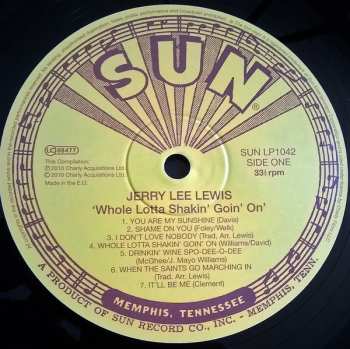 SUN
®
LC 08477
This Compilation:
℗ 2010 Charly Acquisitions Ltd
© 2010 Charly Acquisitions Ltd
Made in the E.U.
SUN LP1042
SIDE ONE
33⅓ rpm
JERRY LEE LEWIS
'Whole Lotta Shakin' Goin' On'
1. YOU ARE MY SUNSHINE (Davis)
2. SHAME ON YOU (Foley/Welk)
3. I DON'T LOVE NOBODY (Trad. Arr. Lewis)
4. WHOLE LOTTA SHAKIN' GOIN' ON (Williams/David)
5. DRINKIN' WINE SPO-DEE-O-DEE
(McGhee/J. Mayo Williams)
6. WHEN THE SAINTS GO MARCHING IN
(Trad. Arr. Lewis)
7. IT'LL BE ME (Clement)
MEMPHIS, TENNESSEE
A PRODUCT OF SUN RECORD CO., INC. - MEMPHIS, TENN.